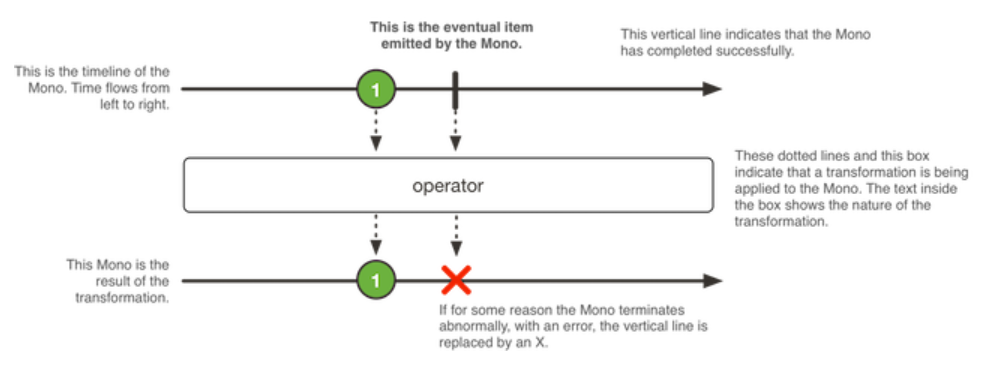 This is the eventual item
emitted by the Mono.
This vertical line indicates that the Mono
has completed successfully.
This is the timeline of the
Mono. Time flows from
left to right.
1
These dotted lines and this box
indicate that a transformation is being
applied to the Mono. The text inside
the box shows the nature of the
transformation.
operator
This Mono is the
result of the
transformation.
1
If for some reason the Mono terminates
abnormally, with an error, the vertical line is
replaced by an X.